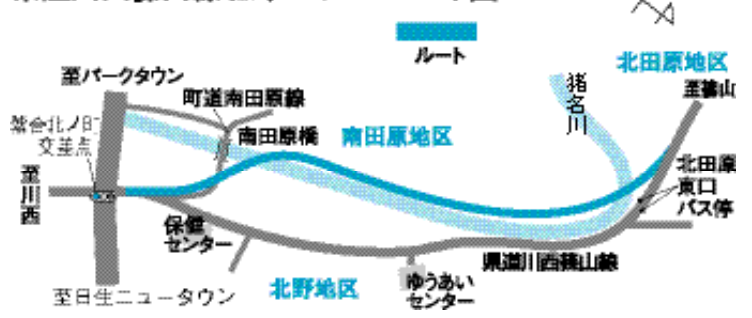 ルート
北田原地区
至篠山
至パークタウン
町道南田原線
猪名川
南田原橋
南田原地区
北ノ町
交差点
至川西
北田原
東口
バス停
保健
センター
県道川西篠山線
ゆうあい
センター
北野地区
至日生ニュータウン